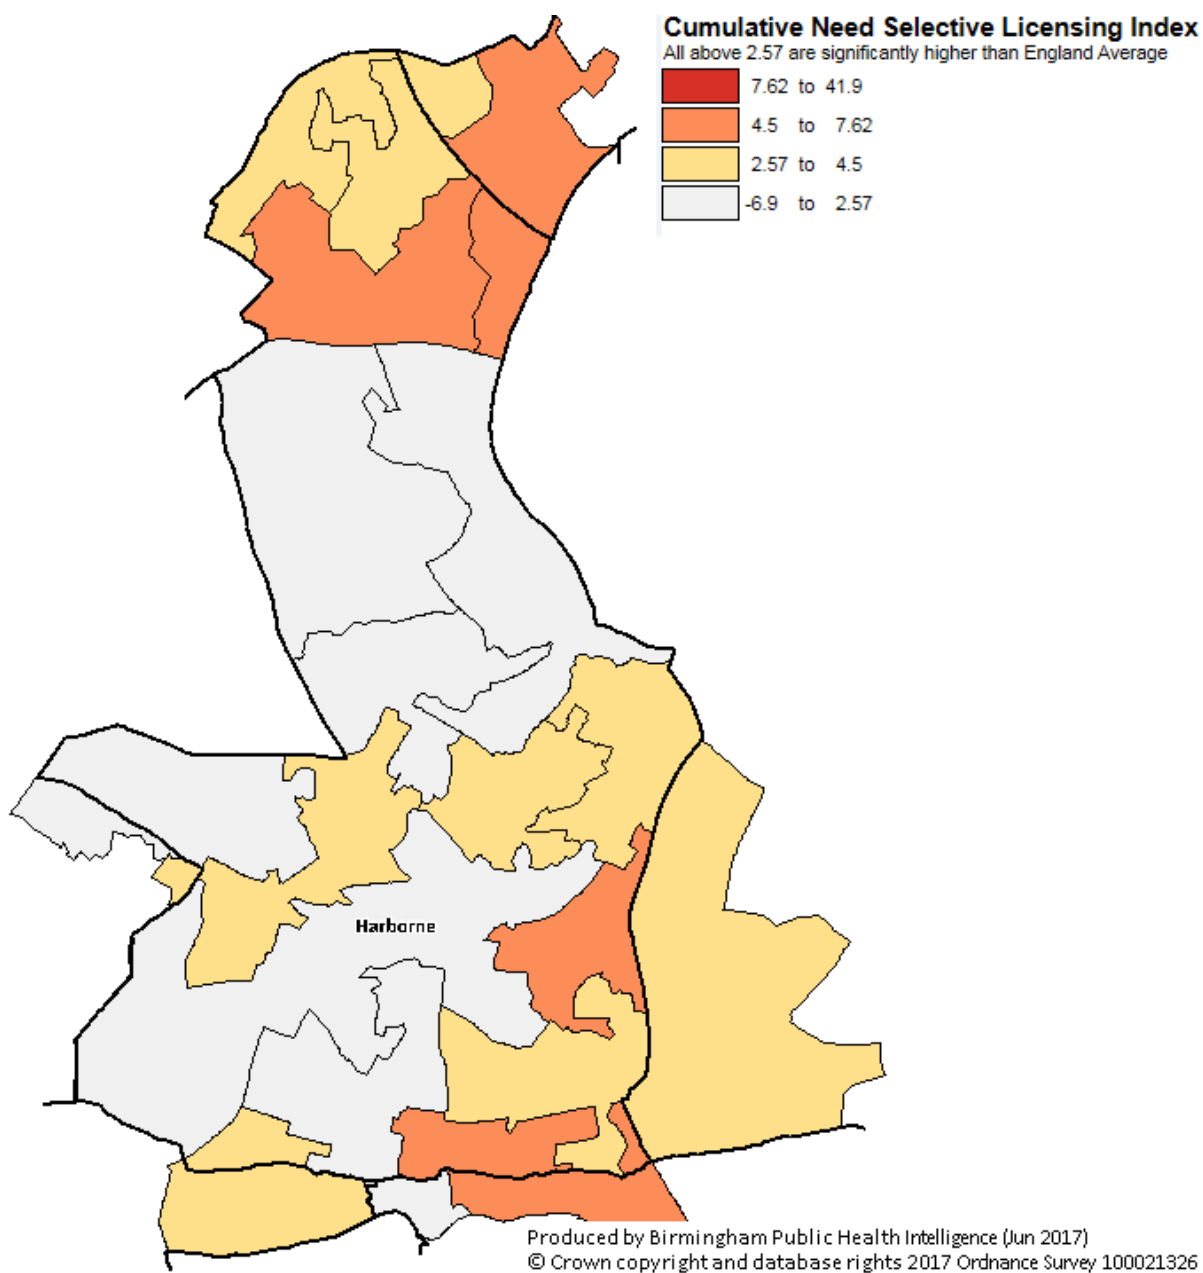 Cumulative Need Selective Licensing Index
All above 2.57 are significantly higher than England Average
7.62 to 41.9
4.5 to 7.62
2.57 to 4.5
-6.9 to 2.57
Harborne
Produced by Birmingham Public Health Intelligence (Jun 2017)
© Crown copyright and database rights 2017 Ordnance Survey 100021326